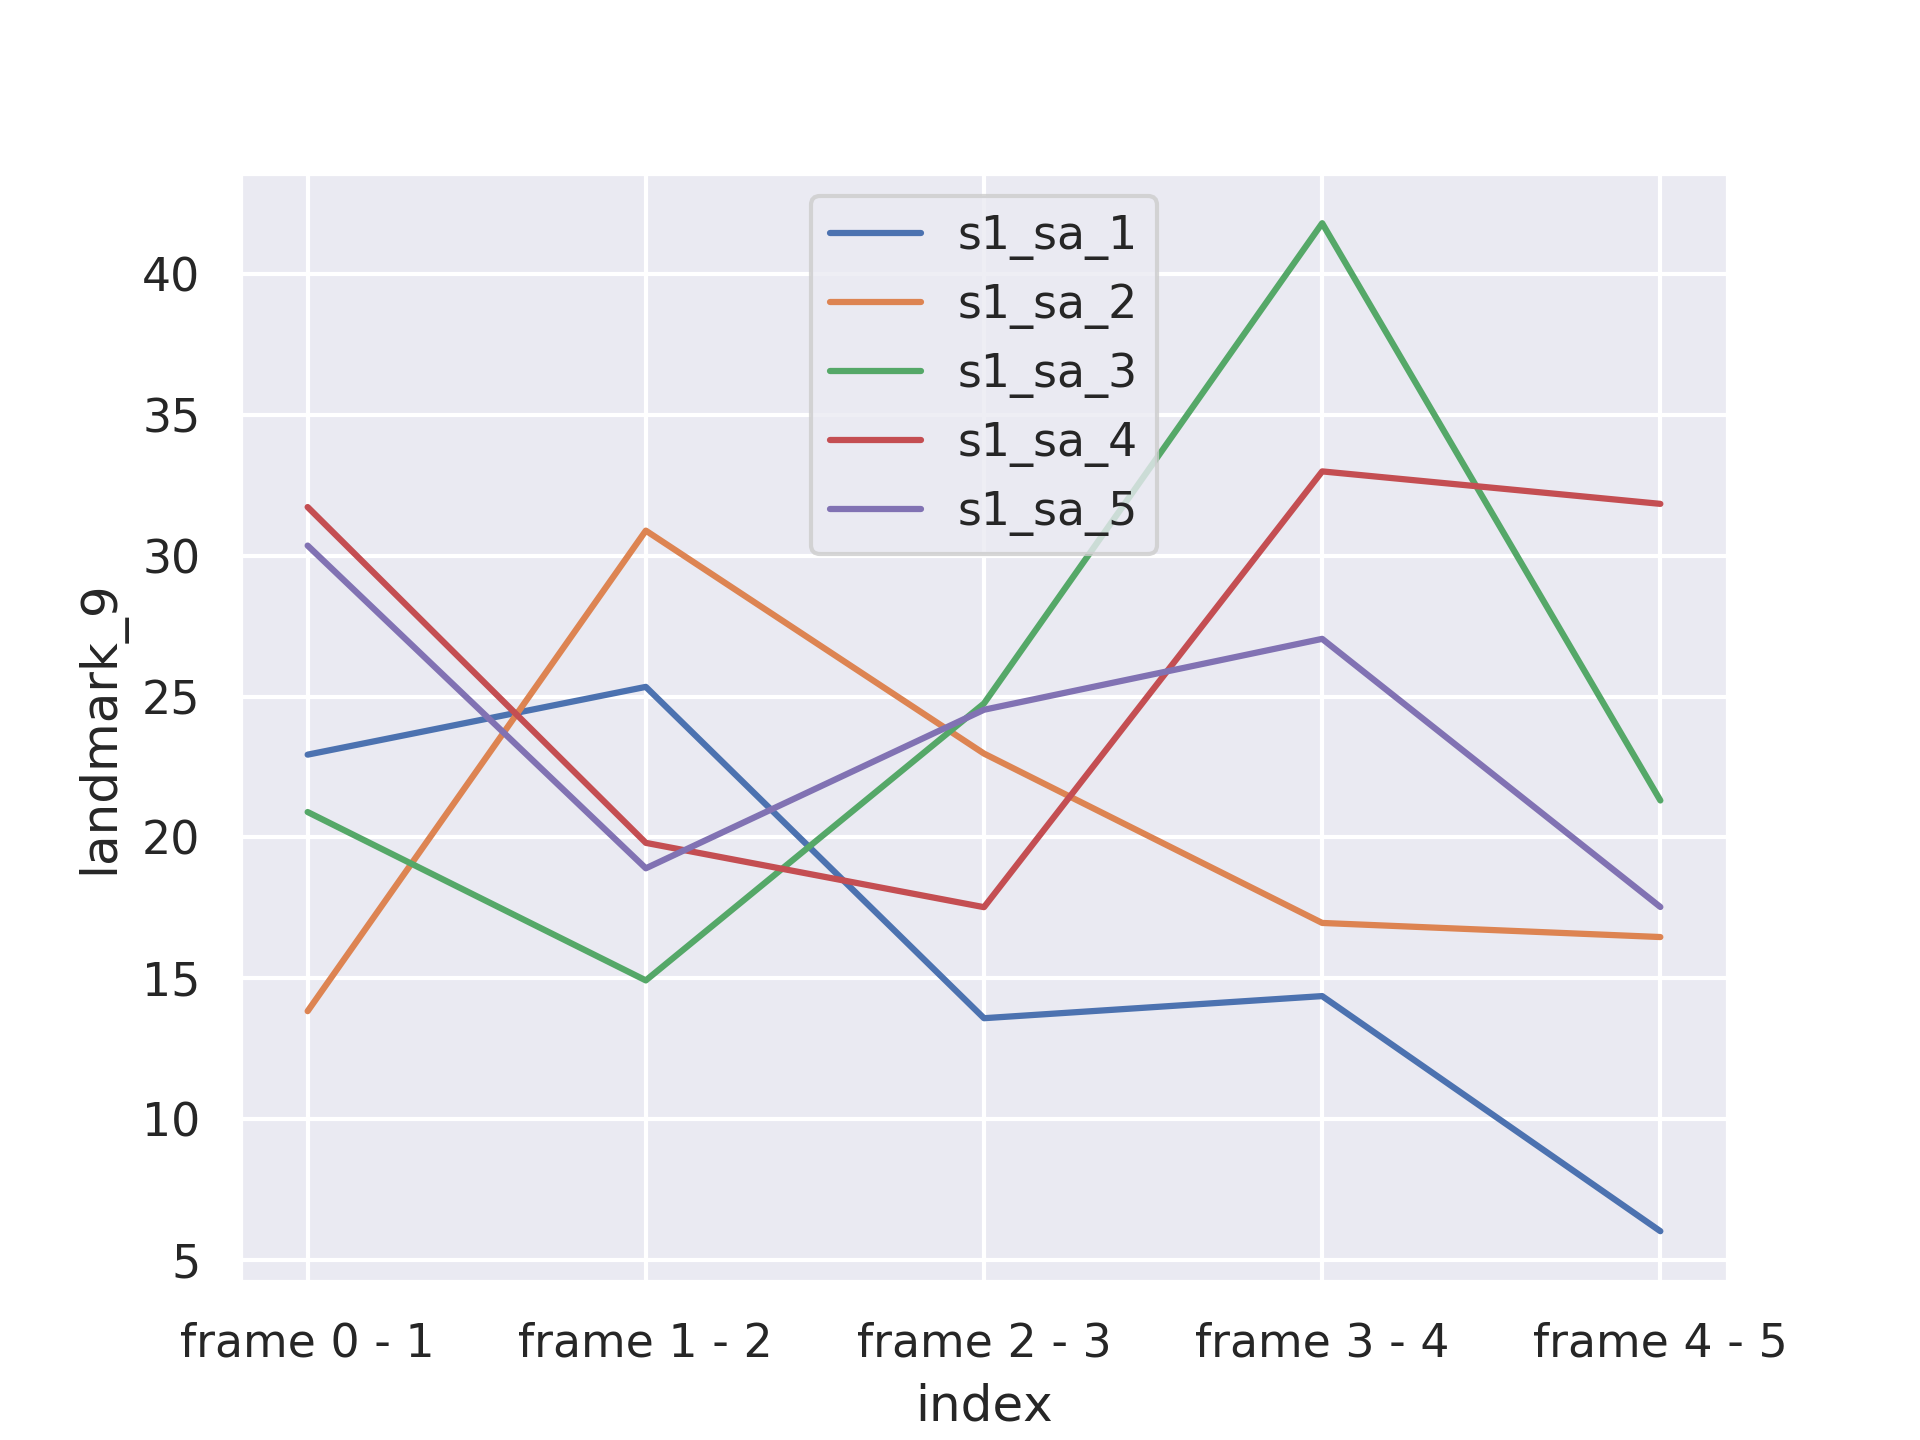 s1_sa_1
s1_sa_2
s1_sa_3
s1_sa_4
s1_sa_5
40
35
30
25
20
15
10
5
landmark_9
frame 0 - 1
frame 1 - 2
frame 2 - 3
frame 3 - 4
frame 4 - 5
index